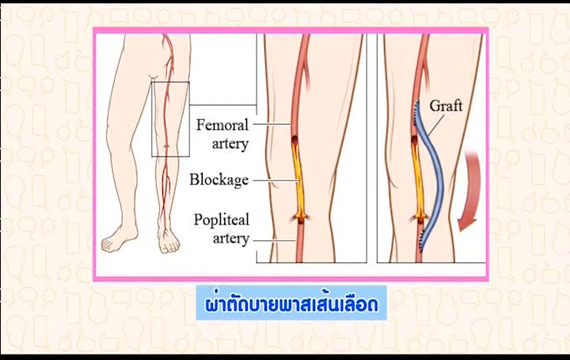 Femoral
artery
Blockage
Popliteal
artery
Graft
ผ่าตัดบายพาสเส้นเลือด